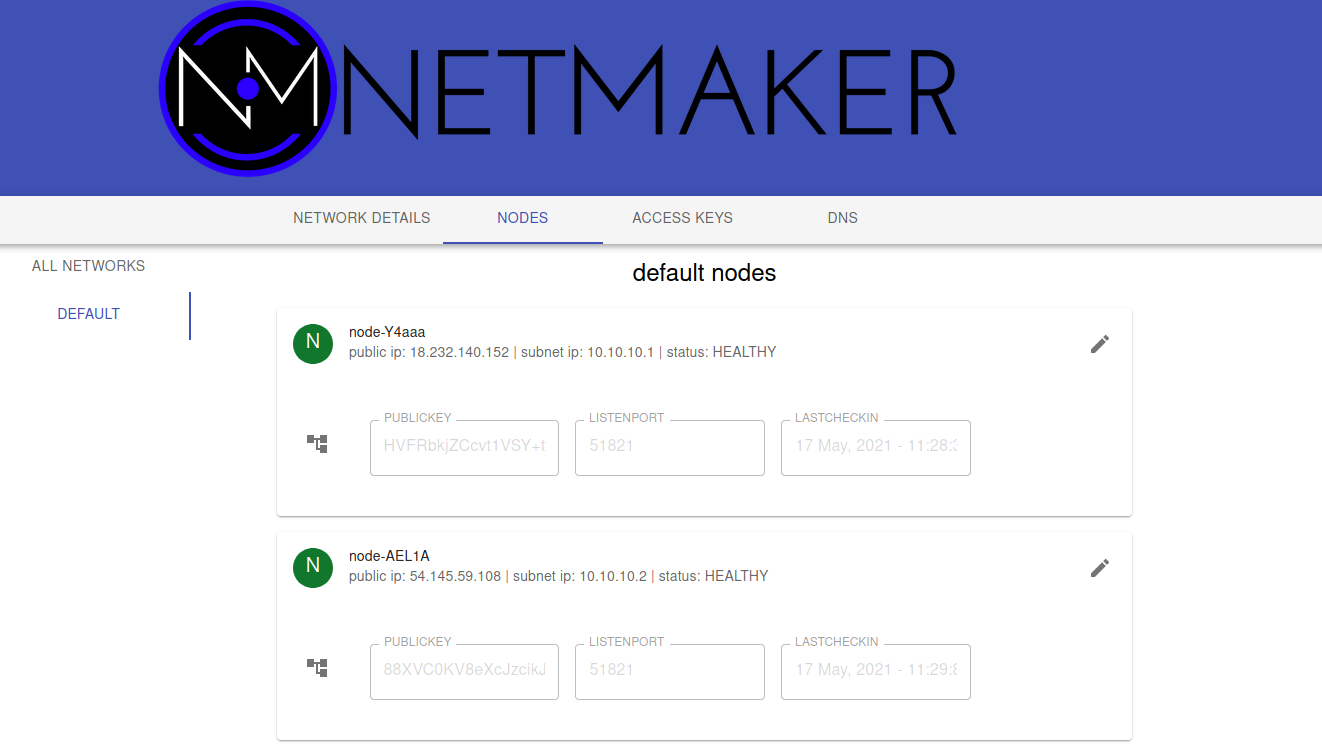 NM NETMAKER
NETWORK DETAILS NODES ACCESS KEYS DNS
ALL NETWORKS
DEFAULT
default nodes
N
node-Y4aaa
public ip: 18.232.140.152 | subnet ip: 10.10.10.1 | status: HEALTHY
PUBLICKEY LISTENPORT LASTCHECKIN
HVFRbkjZCcvt1VSY+t 51821 17 May, 2021 - 11:28:
N
node-AEL1A
public ip: 54.145.59.108 | subnet ip: 10.10.10.2 | status: HEALTHY
PUBLICKEY LISTENPORT LASTCHECKIN
88XVC0KV8eXcJzcikJ 51821 17 May, 2021 - 11:29: